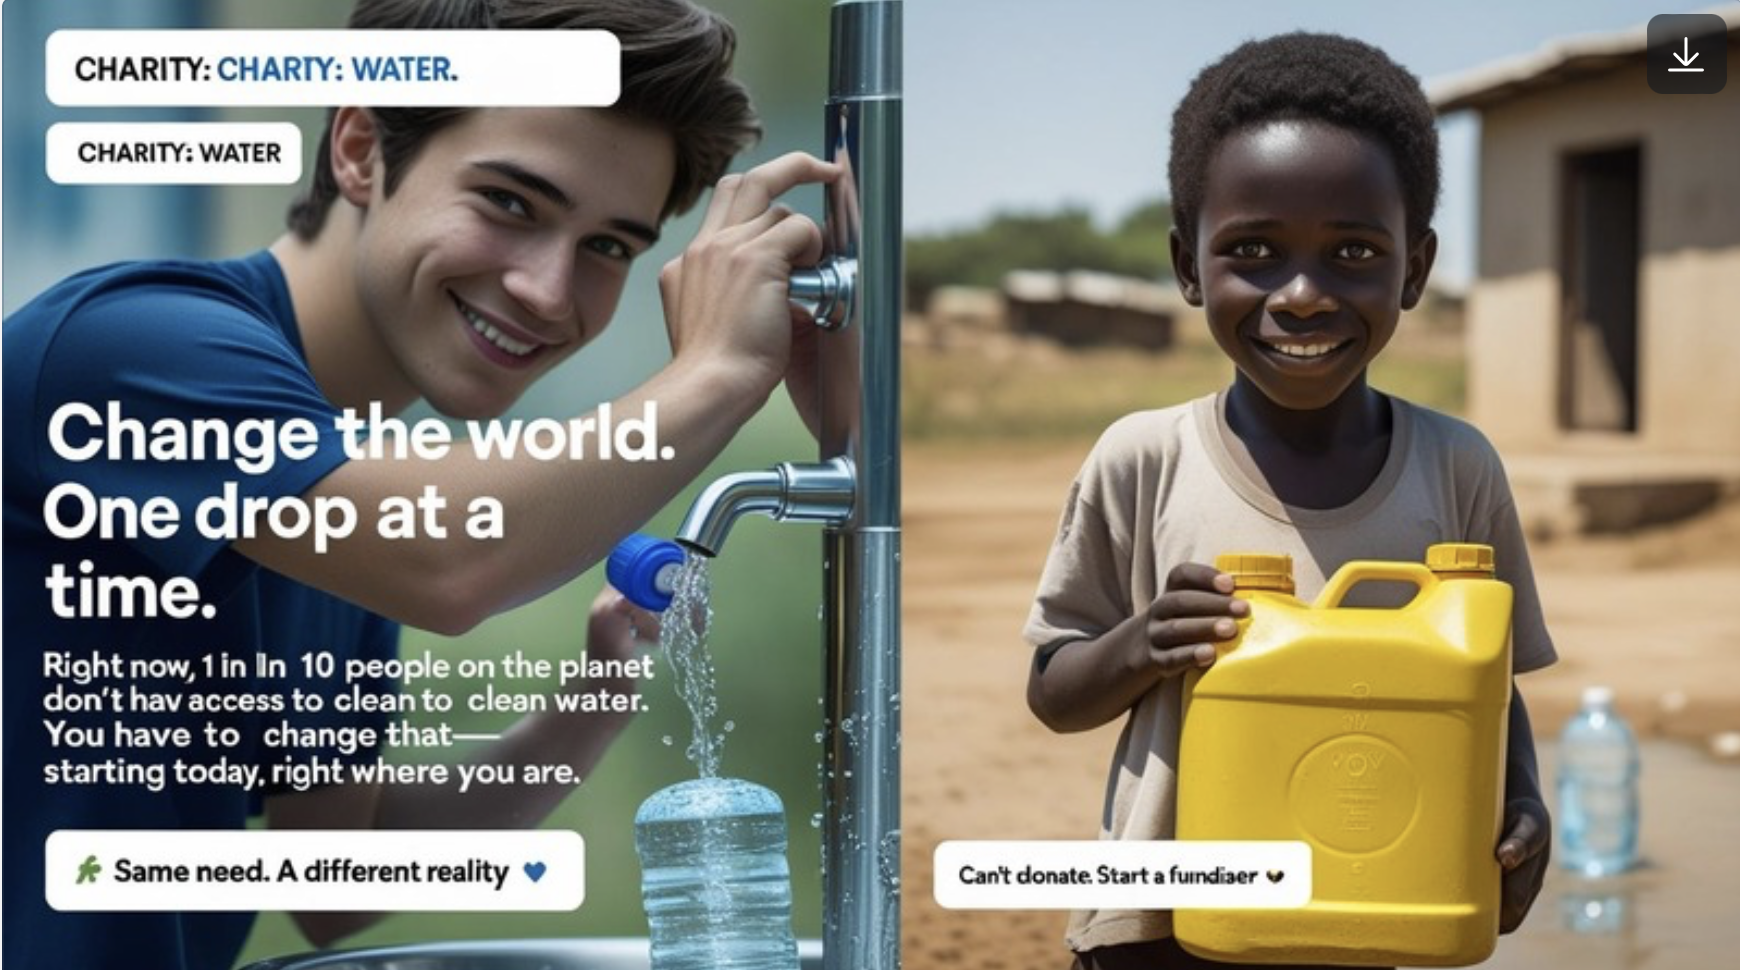 CHARITY: CHARTY: WATER.
CHARITY: WATER
Change the world.
One drop at a
time.
Right now, 1 in In 10 people on the planet
don't hav access to clean to clean water.
You have to change that—
starting today, right where you are.
Same need. A different reality
Can't donate. Start a fundiaer